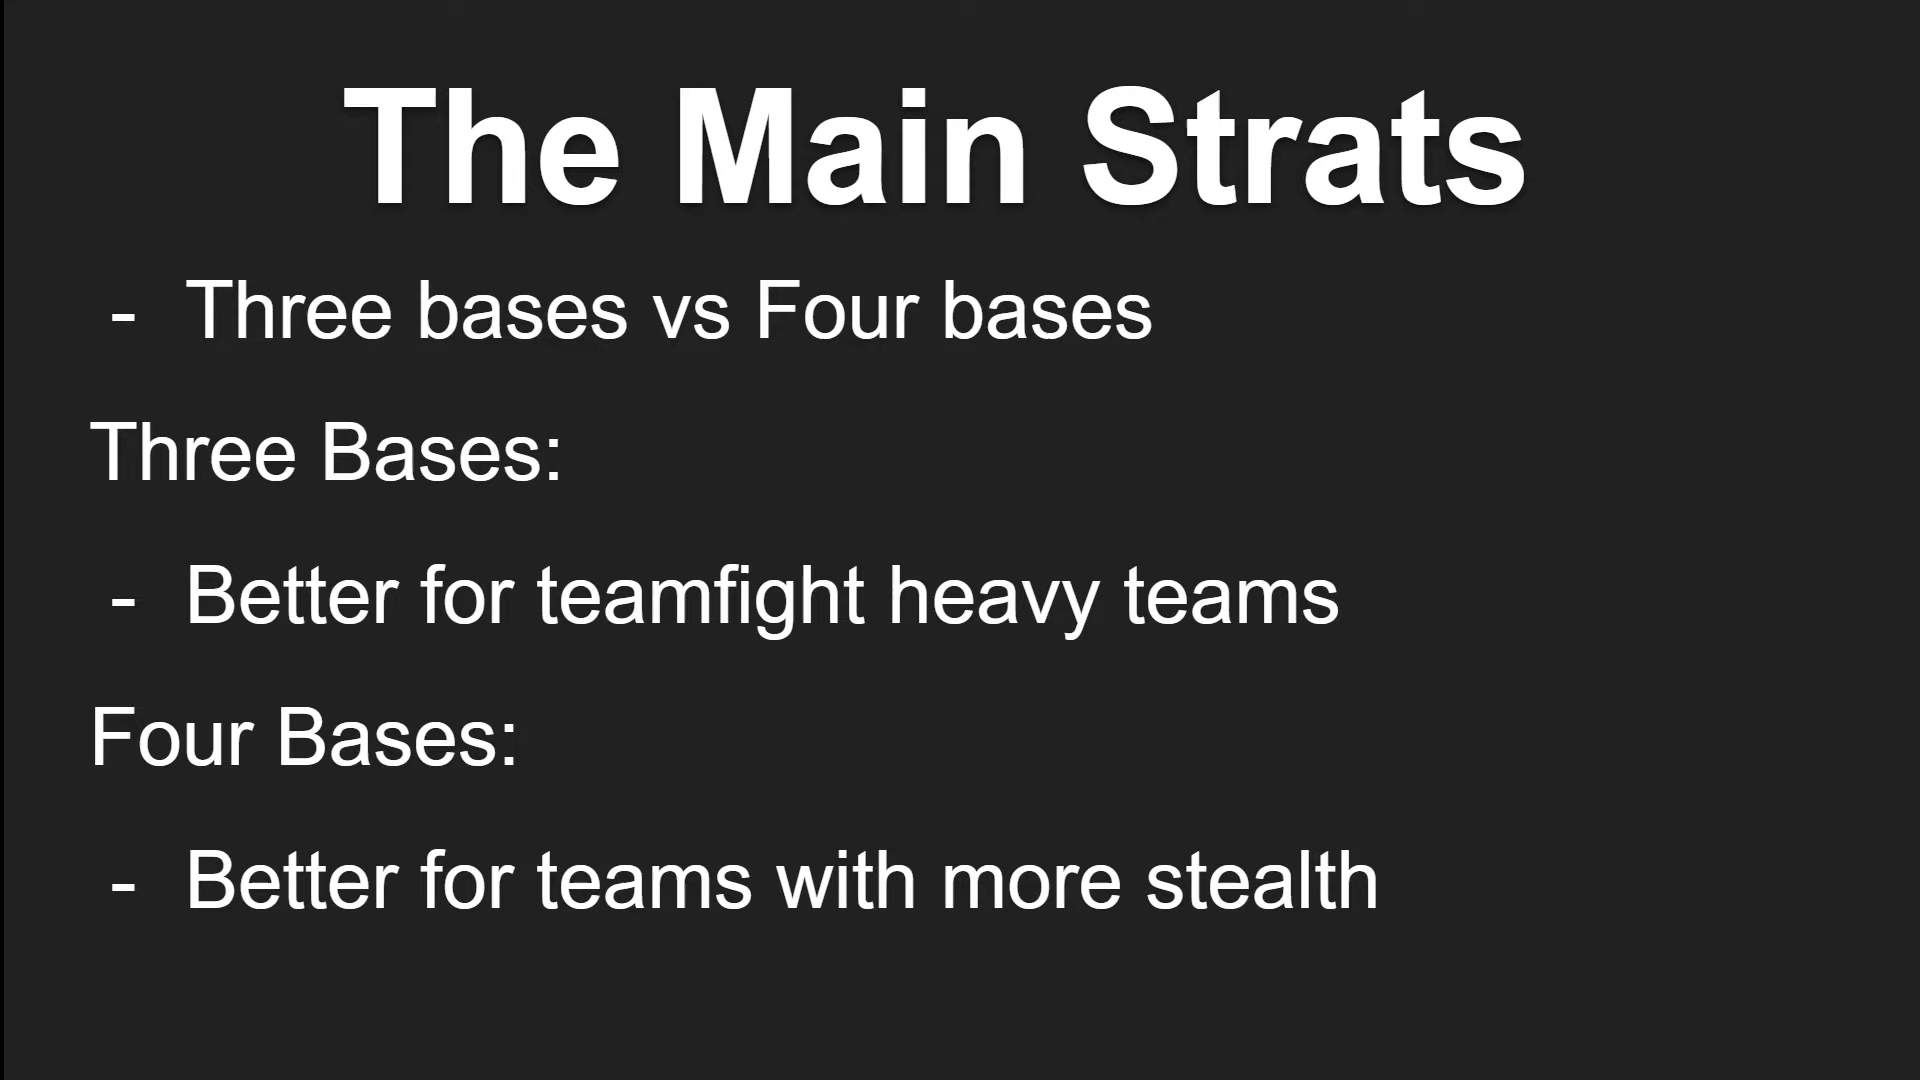 The Main Strats
- Three bases vs Four bases
Three Bases:
- Better for teamfight heavy teams
Four Bases:
- Better for teams with more stealth